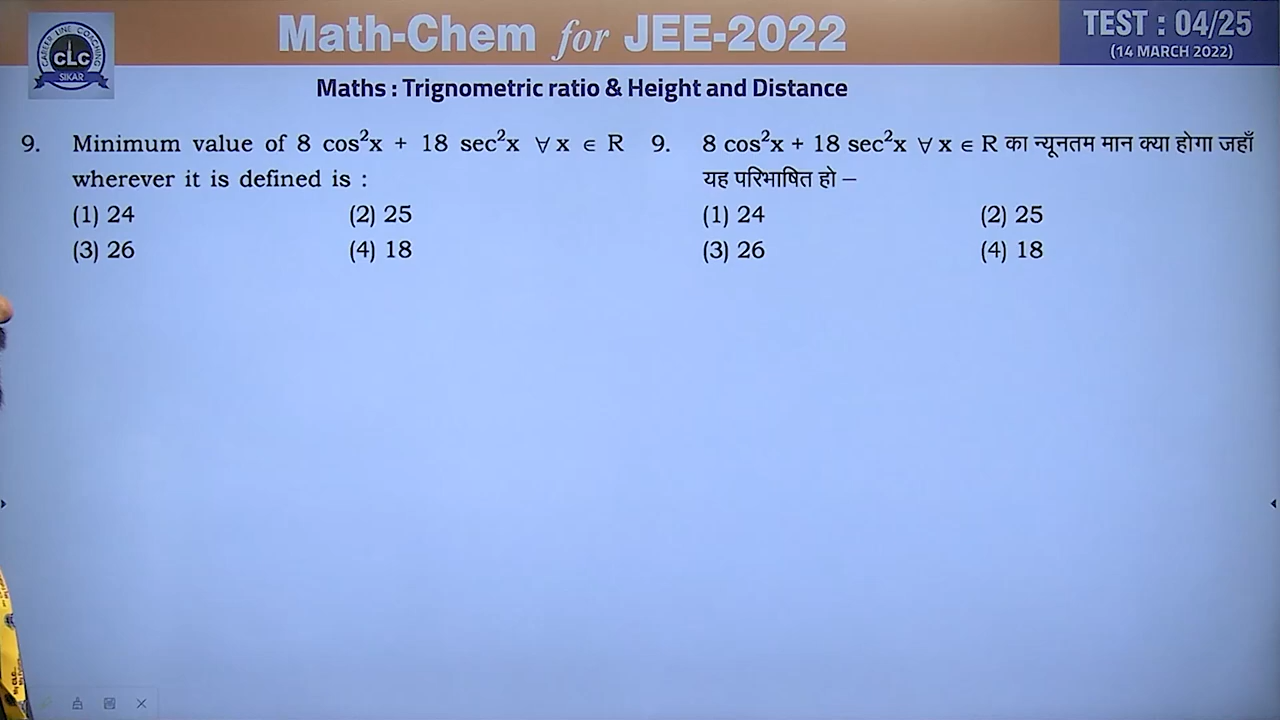 CAREER LINE COACHING
CLC
SIKAR
Math-Chem for JEE-2022
TEST : 04/25
(14 MARCH 2022)
Maths : Trignometric ratio & Height and Distance
9. Minimum value of 8 cos²x + 18 sec²x ∀ x ∈ R
wherever it is defined is :
(1) 24 (2) 25
(3) 26 (4) 18
9. 8 cos²x + 18 sec²x ∀ x ∈ R का न्यूनतम मान क्या होगा जहाँ
यह परिभाषित हो –
(1) 24 (2) 25
(3) 26 (4) 18